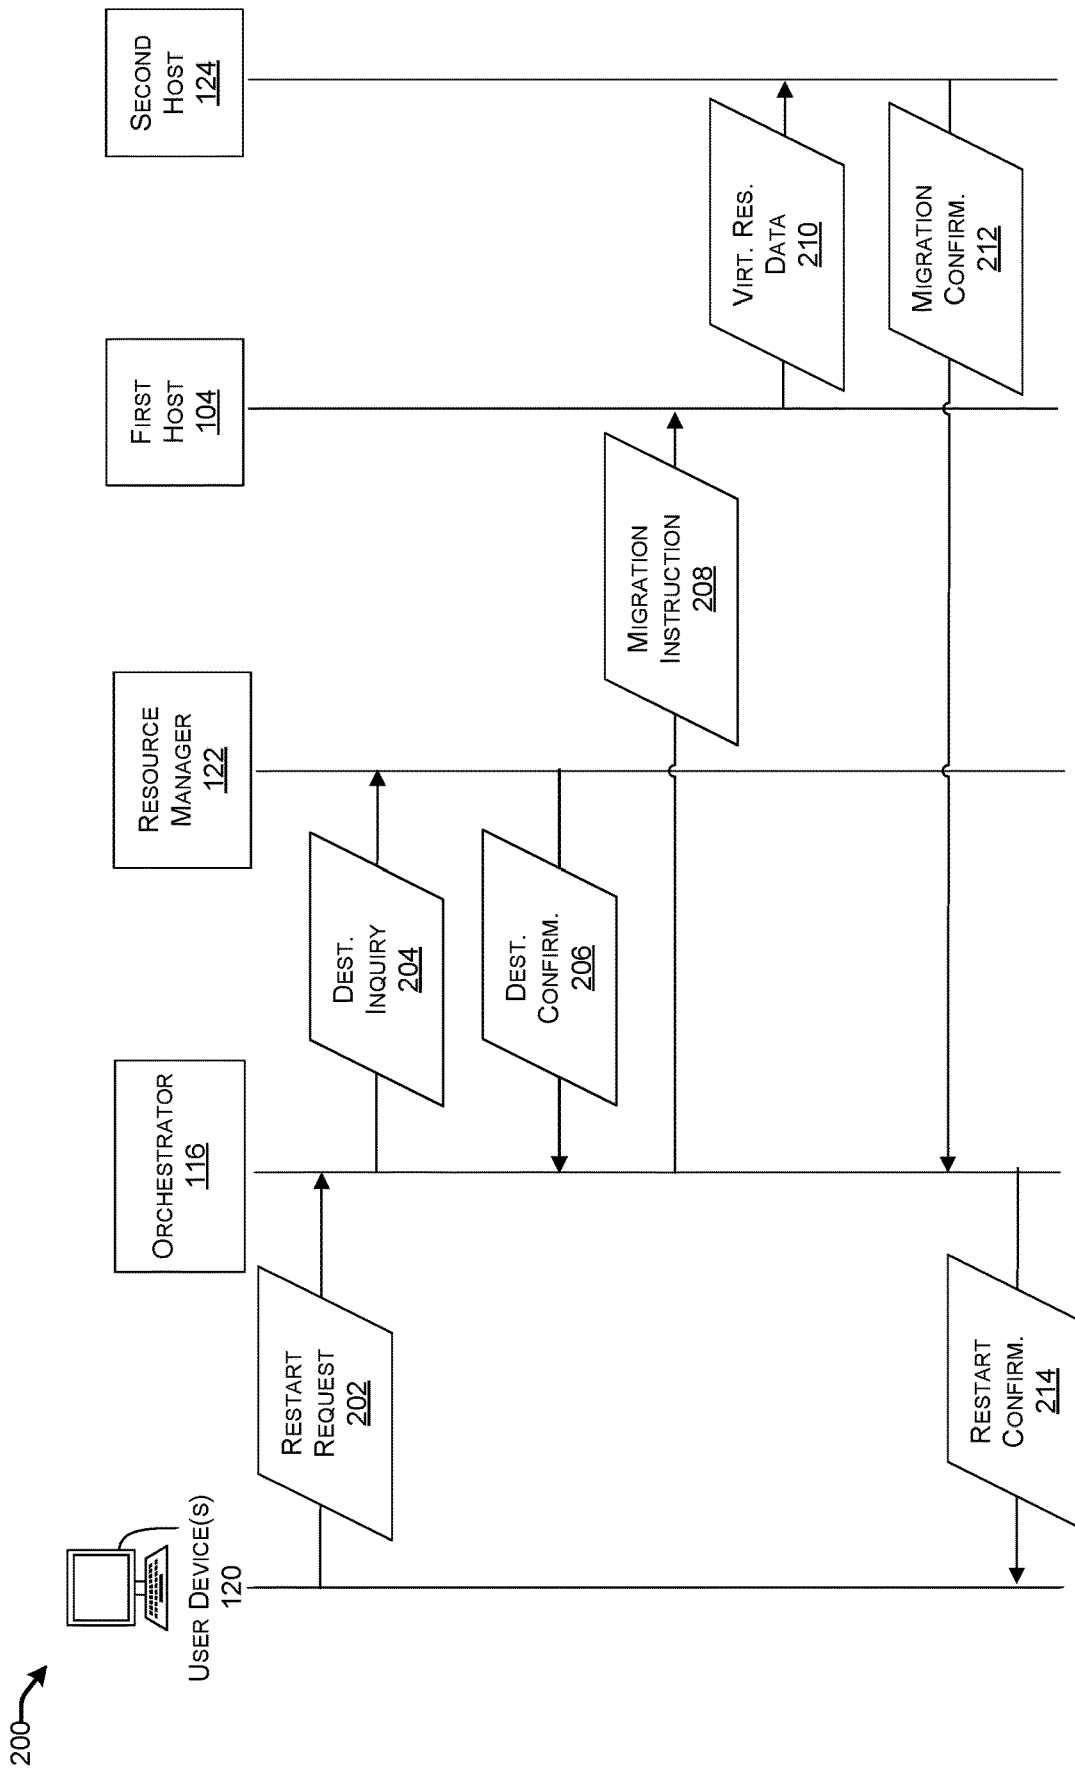 200
USER DEVICE(S)
120
ORCHESTRATOR
116
RESOURCE
MANAGER
122
FIRST
HOST
104
SECOND
HOST
124
RESTART
REQUEST
202
DEST.
INQUIRY
204
DEST.
CONFIRM.
206
MIGRATION
INSTRUCTION
208
VIRT. RES.
DATA
210
MIGRATION
CONFIRM.
212
RESTART
CONFIRM.
214